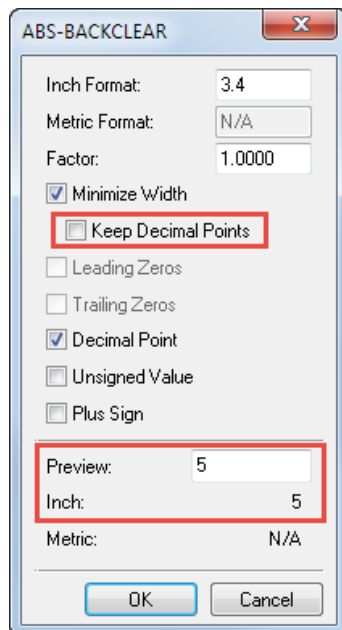 ABS-BACKCLEAR
Inch Format: 3.4
Metric Format: N/A
Factor: 1.0000
Minimize Width
Keep Decimal Points
Leading Zeros
Trailing Zeros
Decimal Point
Unsigned Value
Plus Sign
Preview: 5
Inch: 5
Metric: N/A
OK Cancel